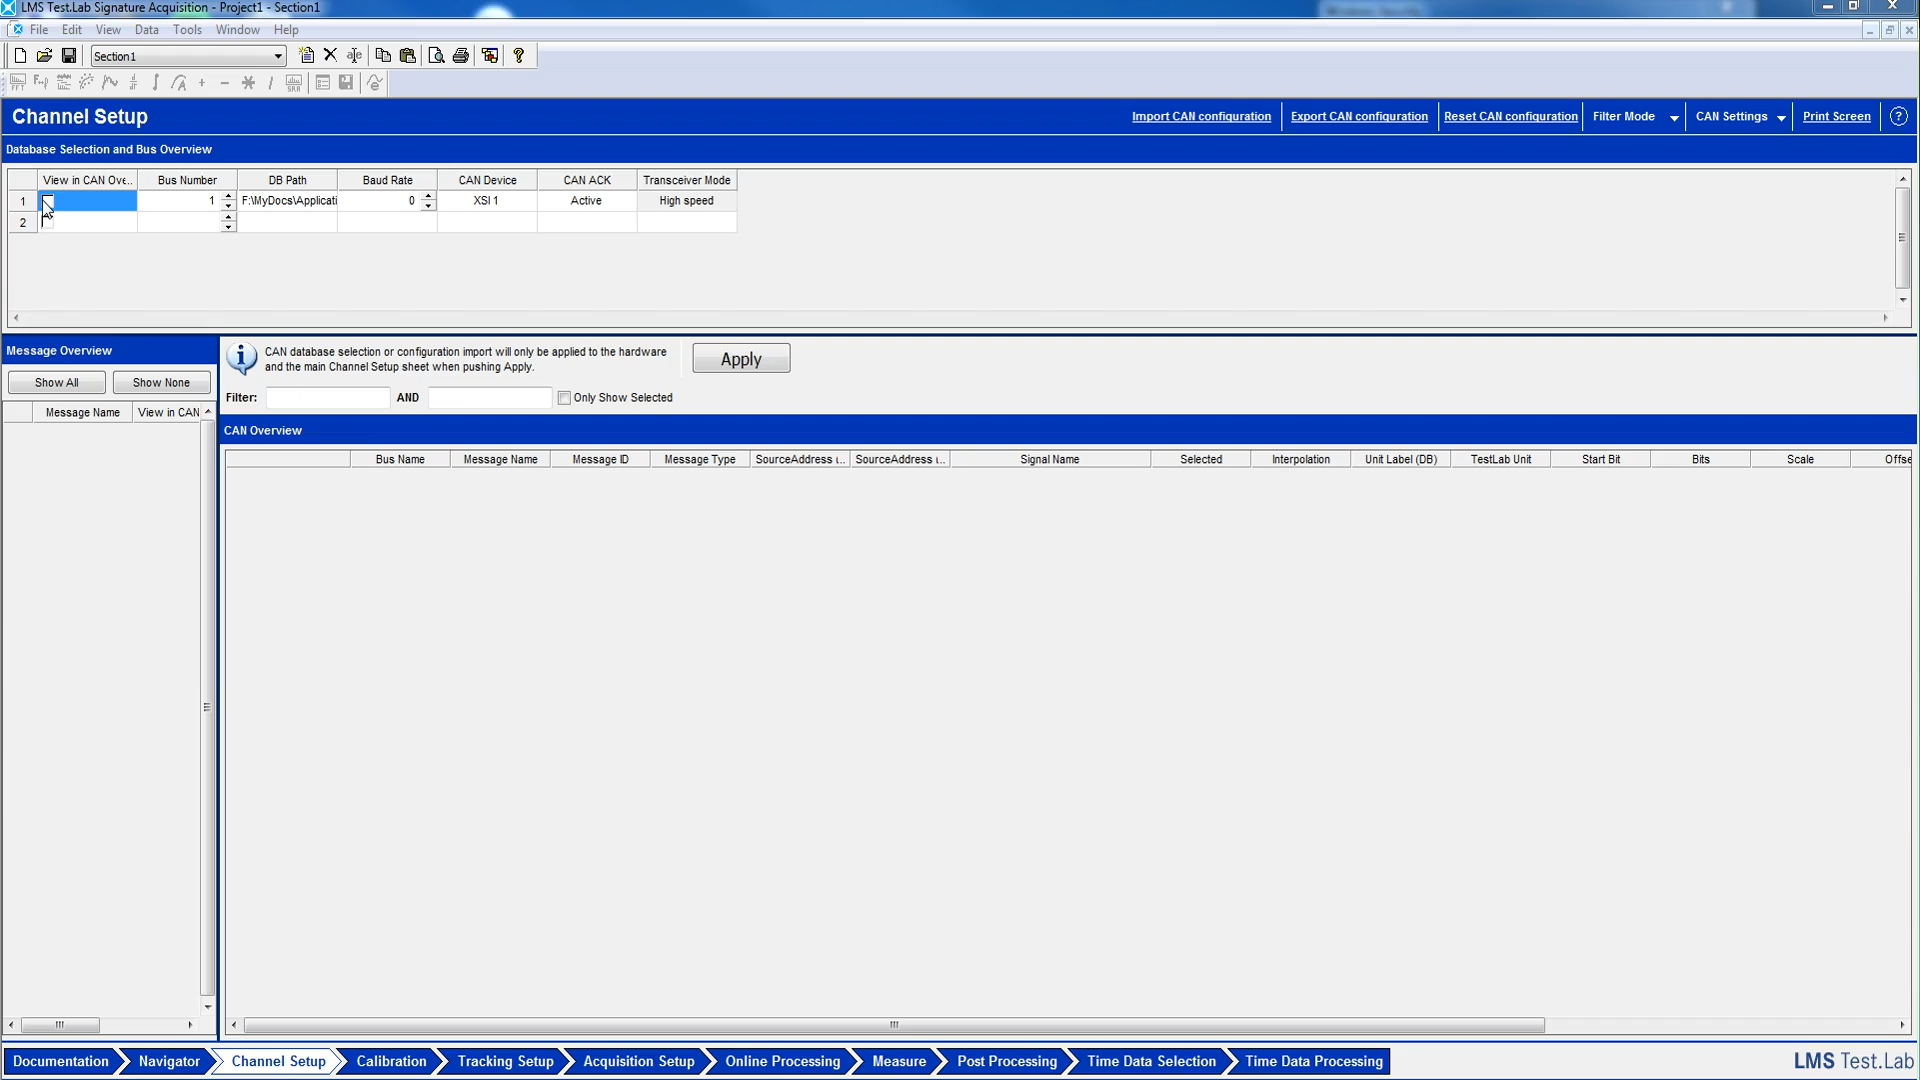 LMS Test.Lab Signature Acquisition - Project1 - Section1
File Edit View Data Tools Window Help
Section1
Channel Setup Import CAN configuration Export CAN configuration Reset CAN configuration Filter Mode CAN Settings Print Screen
Database Selection and Bus Overview
View in CAN Ove.. Bus Number DB Path Baud Rate CAN Device CAN ACK Transceiver Mode
1 1 F:\MyDocs\Applicati 0 XSI 1 Active High speed
2
Message Overview
Show All Show None
Message Name View in CAN
CAN database selection or configuration import will only be applied to the hardware
and the main Channel Setup sheet when pushing Apply.
Apply
Filter: AND Only Show Selected
CAN Overview
Bus Name Message Name Message ID Message Type SourceAddress (.. SourceAddress (.. Signal Name Selected Interpolation Unit Label (DB) TestLab Unit Start Bit Bits Scale Offse
Documentation Navigator Channel Setup Calibration Tracking Setup Acquisition Setup Online Processing Measure Post Processing Time Data Selection Time Data Processing LMS Test.Lab